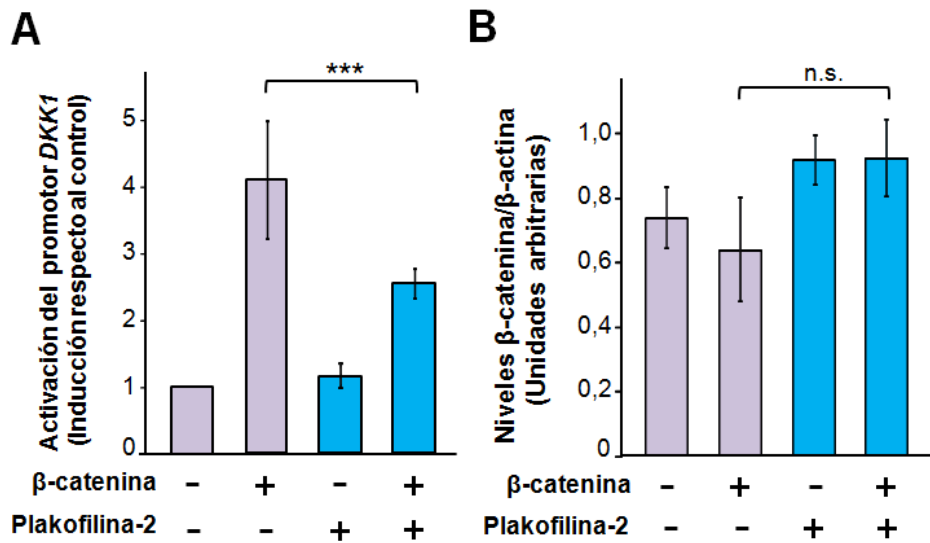 A
Activación del promotor DKK1
(Inducción respecto al control)
***
5
4
3
2
1
0
β-catenina - + - +
Plakofilina-2 - - + +
B
Niveles β-catenina/β-actina
(Unidades arbitrarias)
n.s.
1,0
0,8
0,6
0,4
0,2
0
β-catenina - + - +
Plakofilina-2 - - + +